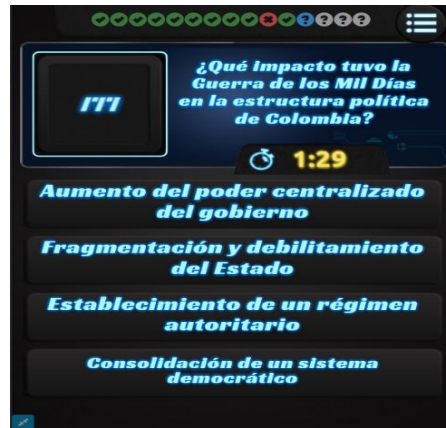 ¿Qué impacto tuvo la
Guerra de los Mil Días
en la estructura política
de Colombia?
m
1:29
Aumento del poder centralizado
del gobierno
Fragmentación y debilitamiento
del Estado
Establecimiento de un régimen
autoritario
Consolidación de un sistema
democrático